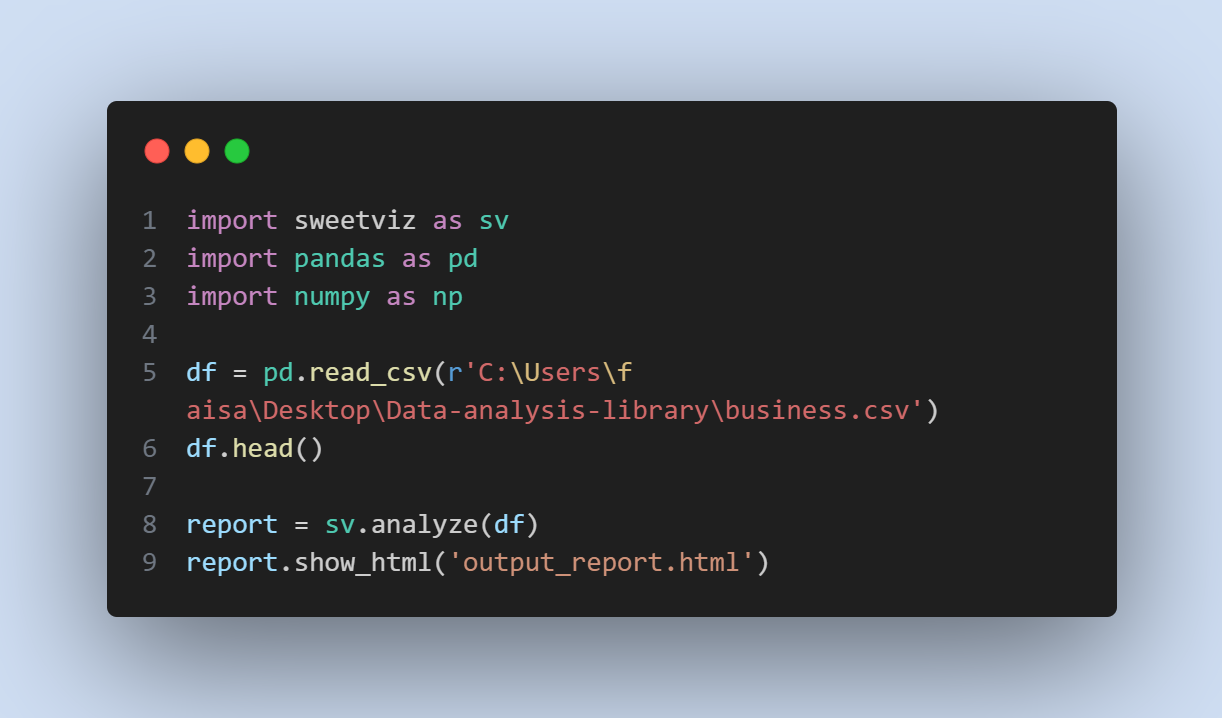 1 import sweetviz as sv
2 import pandas as pd
3 import numpy as np
4
5 df = pd.read_csv(r'C:\Users\f
aisa\Desktop\Data-analysis-library\business.csv')
6 df.head()
7
8 report = sv.analyze(df)
9 report.show_html('output_report.html')